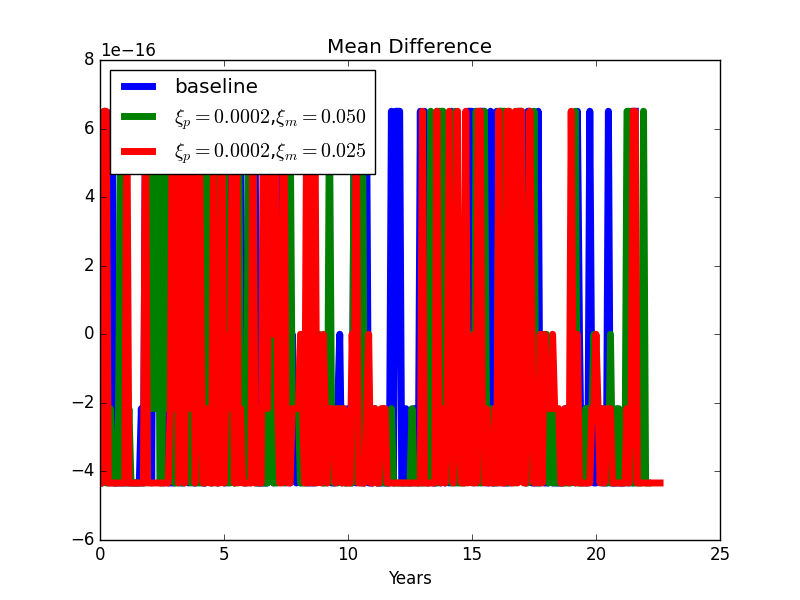 Mean Difference
1e−16
8
6
4
2
0
−2
−4
−6
baseline
ξₚ = 0.0002,ξₘ = 0.050
ξₚ = 0.0002,ξₘ = 0.025
0 5 10 15 20 25
Years